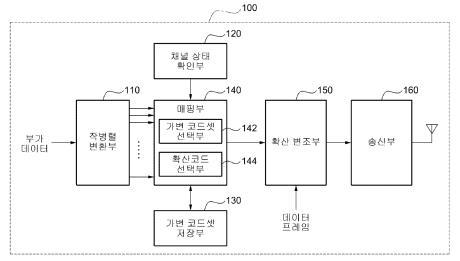 100
120
채널 상태
확인부
110
140
150
160
부가
데이터
직병렬
변환부
매핑부
가변 코드셋
선택부
142
확산코드
선택부
144
확산 변조부
송신부
130
가변 코드셋
저장부
데이터
프레임